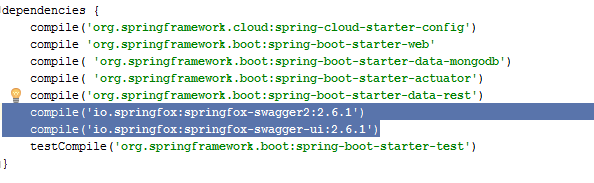 dependencies {
    compile('org.springframework.cloud:spring-cloud-starter-config')
    compile 'org.springframework.boot:spring-boot-starter-web'
    compile( 'org.springframework.boot:spring-boot-starter-data-mongodb')
    compile( 'org.springframework.boot:spring-boot-starter-actuator')
    compile('org.springframework.boot:spring-boot-starter-data-rest')
    compile('io.springfox:springfox-swagger2:2.6.1')
    compile('io.springfox:springfox-swagger-ui:2.6.1')
    testCompile('org.springframework.boot:spring-boot-starter-test')
}